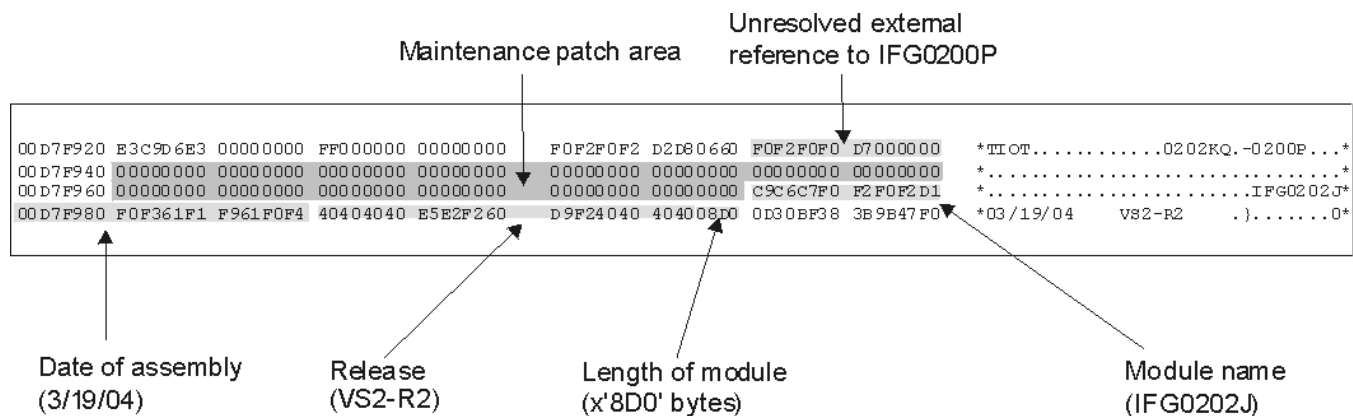 Unresolved external
reference to IFG0200P
Maintenance patch area
00D7F920 E3C9D6E3 00000000 FF000000 00000000 F0F2F0F2 D2D80660 F0F2F0F0 D7000000 *TIOT............0202KQ.-0200P...*
00D7F940 00000000 00000000 00000000 00000000 00000000 00000000 00000000 00000000 *................................*
00D7F960 00000000 00000000 00000000 00000000 00000000 00000000 C9C6C7F0 F2F0F2D1 *........................IFG0202J*
00D7F980 F0F361F1 F961F0F4 40404040 E5E2F260 D9F24040 404008D0 0D30BF38 3B9B47F0 *03/19/04 VS2-R2 .}.......0*
Date of assembly
(3/19/04)
Release
(VS2-R2)
Length of module
(x'8D0' bytes)
Module name
(IFG0202J)